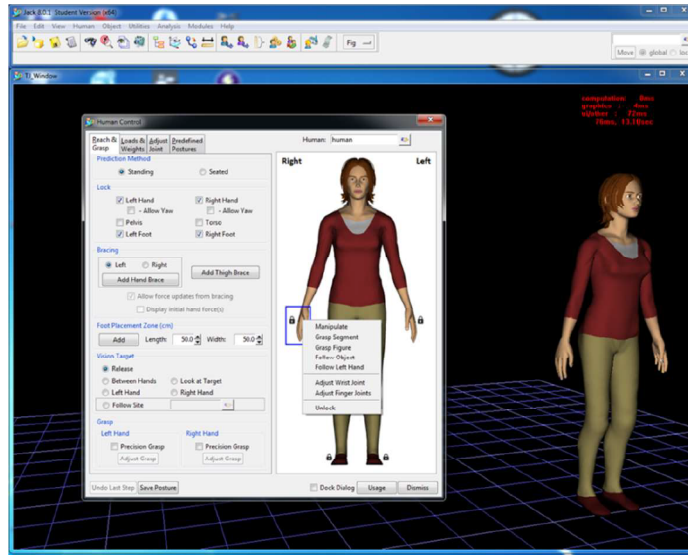 Jack 8.0.1 Student Version (x64)
File Edit View Human Object Utilities Analysis Modules Help
Fig
Move global loc
TI_Window
Human Control
Reach & Grasp Loads & Weights Adjust Joint Predefined Postures
Human: human
Prediction Method
Standing Seated
Lock
Left Hand Right Hand
- Allow Yaw - Allow Yaw
Pelvis Torso
Left Foot Right Foot
Bracing
Left Right
Add Hand Brace Add Thigh Brace
Allow force updates from bracing
Display initial hand force(s)
Foot Placement Zone (cm)
Add Length: 50.0 Width: 50.0
Vision Target
Release
Between Hands Look at Target
Left Hand Right Hand
Follow Site
Grasp
Left Hand Right Hand
Precision Grasp Precision Grasp
Adjust Grasp Adjust Grasp
Right Left
Manipulate
Grasp Segment
Grasp Figure
Follow Object
Follow Left Hand
Adjust Wrist Joint
Adjust Finger Joints
Unlock
Undo Last Step Save Posture Dock Dialog Usage Dismiss